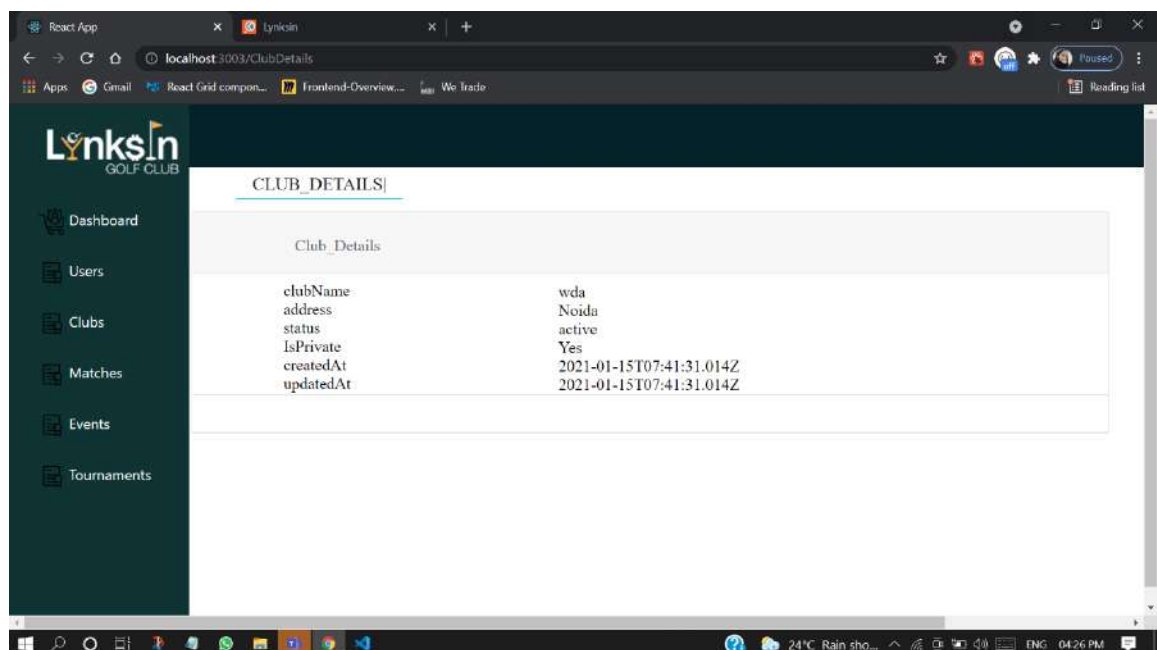 React App
Lynksin
localhost:3003/ClubDetails
Paused
Apps
Gmail
React Grid compon...
Frontend-Overview,...
We Trade
Reading list
LynksIn
GOLF CLUB
CLUB_DETAILS
Dashboard
Club_Details
Users
clubName wda
address Noida
status active
IsPrivate Yes
createdAt 2021-01-15T07:41:31.014Z
updatedAt 2021-01-15T07:41:31.014Z
Clubs
Matches
Events
Tournaments
24°C Rain sho...
ENG
04:26 PM